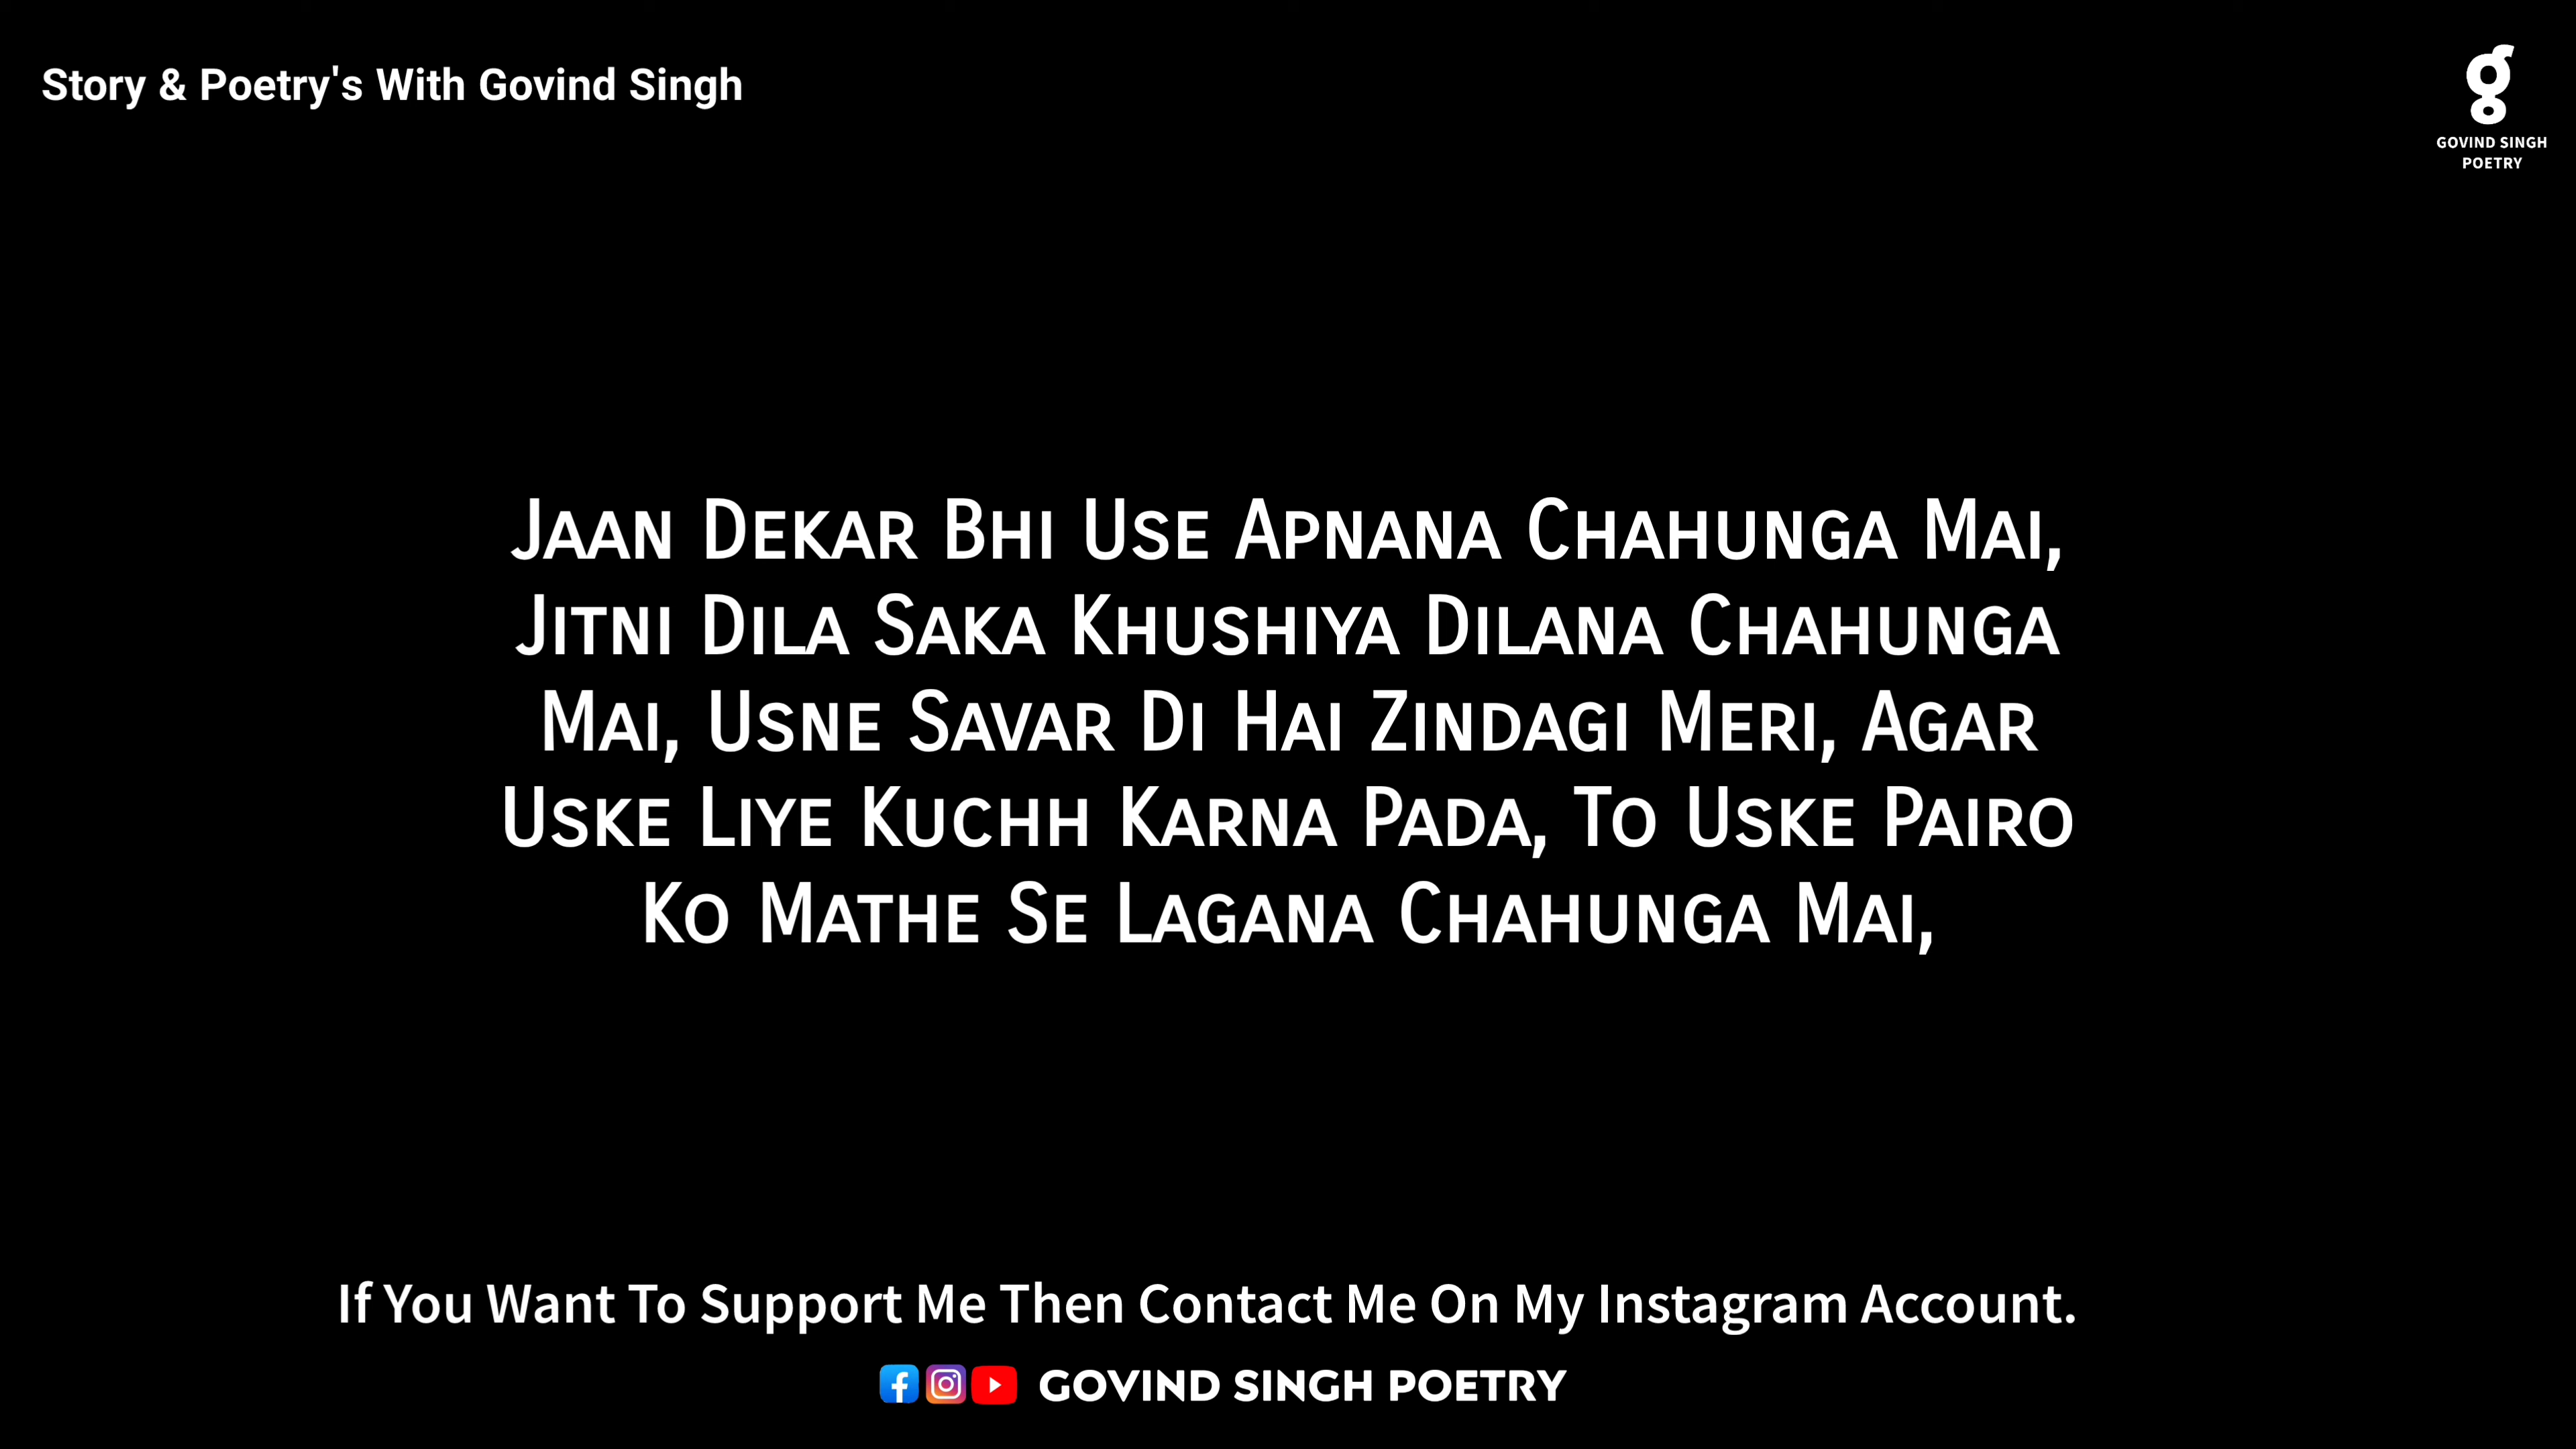 Story & Poetry's With Govind Singh
g
GOVIND SINGH
POETRY
Jaan Dekar Bhi Use Apnana Chahunga Mai,
Jitni Dila Saka Khushiya Dilana Chahunga
Mai, Usne Savar Di Hai Zindagi Meri, Agar
Uske Liye Kuchh Karna Pada, To Uske Pairo
Ko Mathe Se Lagana Chahunga Mai,
If You Want To Support Me Then Contact Me On My Instagram Account.
GOVIND SINGH POETRY